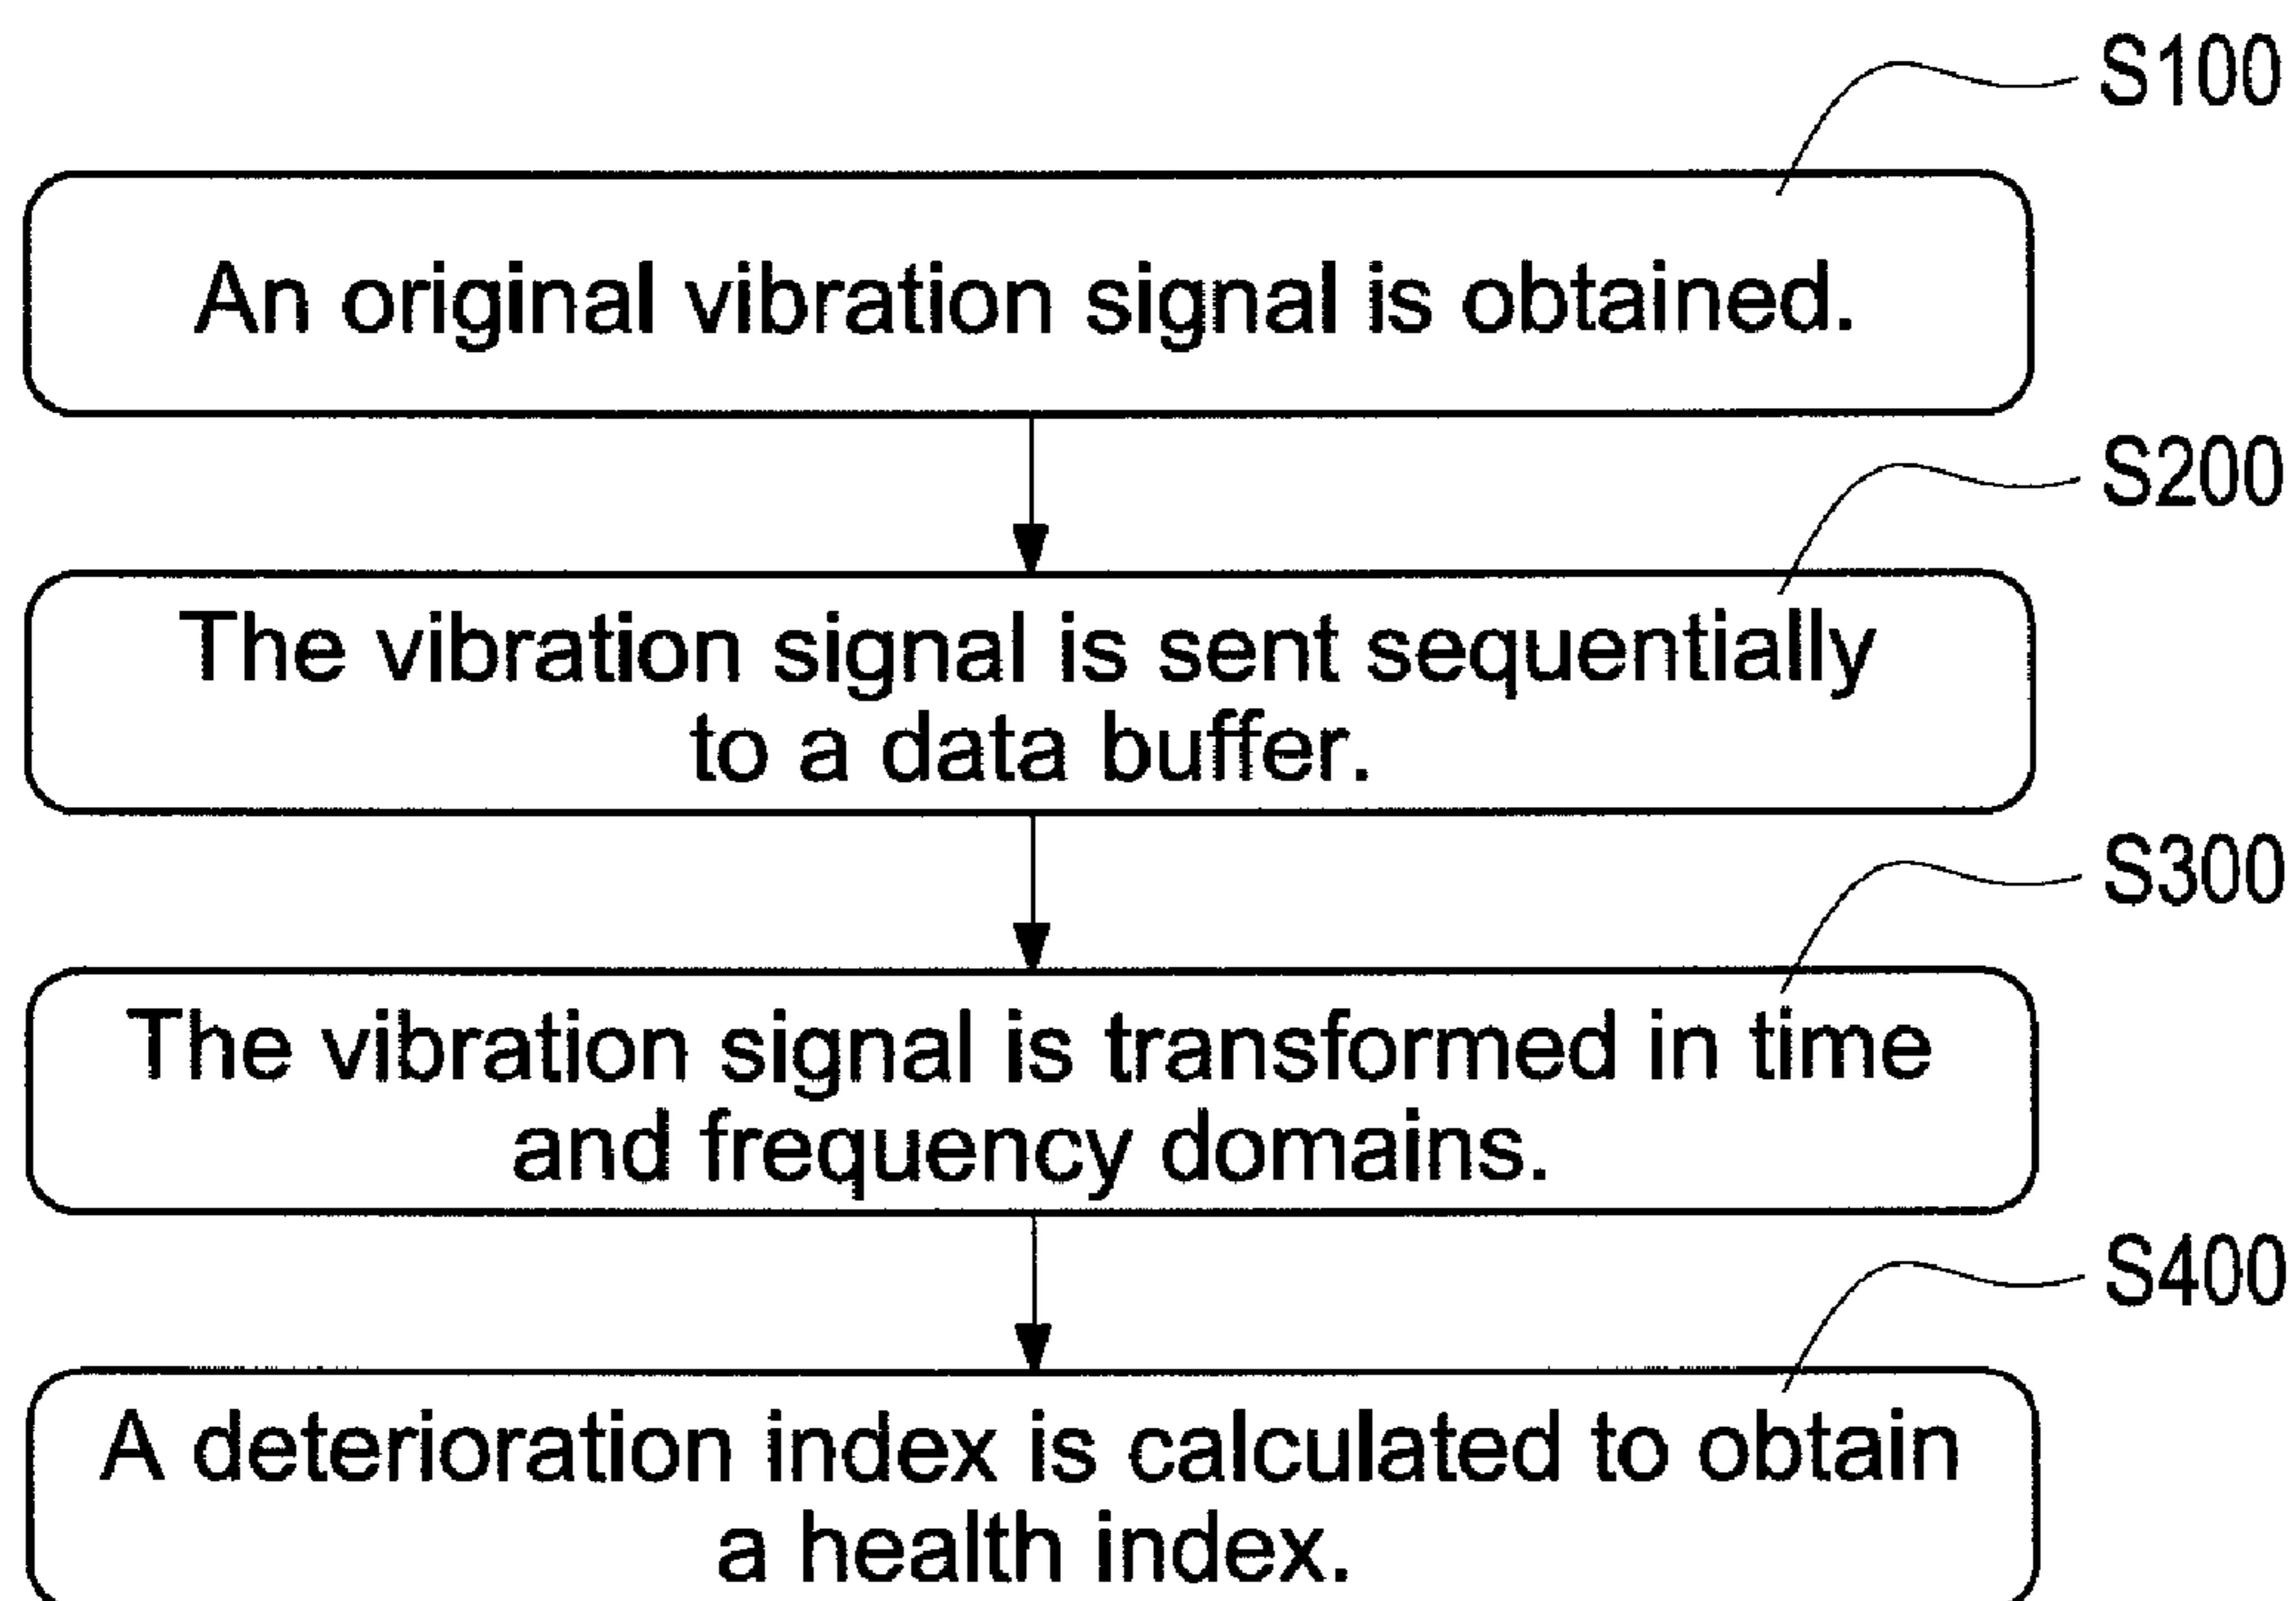 S100
An original vibration signal is obtained.
S200
The vibration signal is sent sequentially
to a data buffer.
S300
The vibration signal is transformed in time
and frequency domains.
S400
A deterioration index is calculated to obtain
a health index.